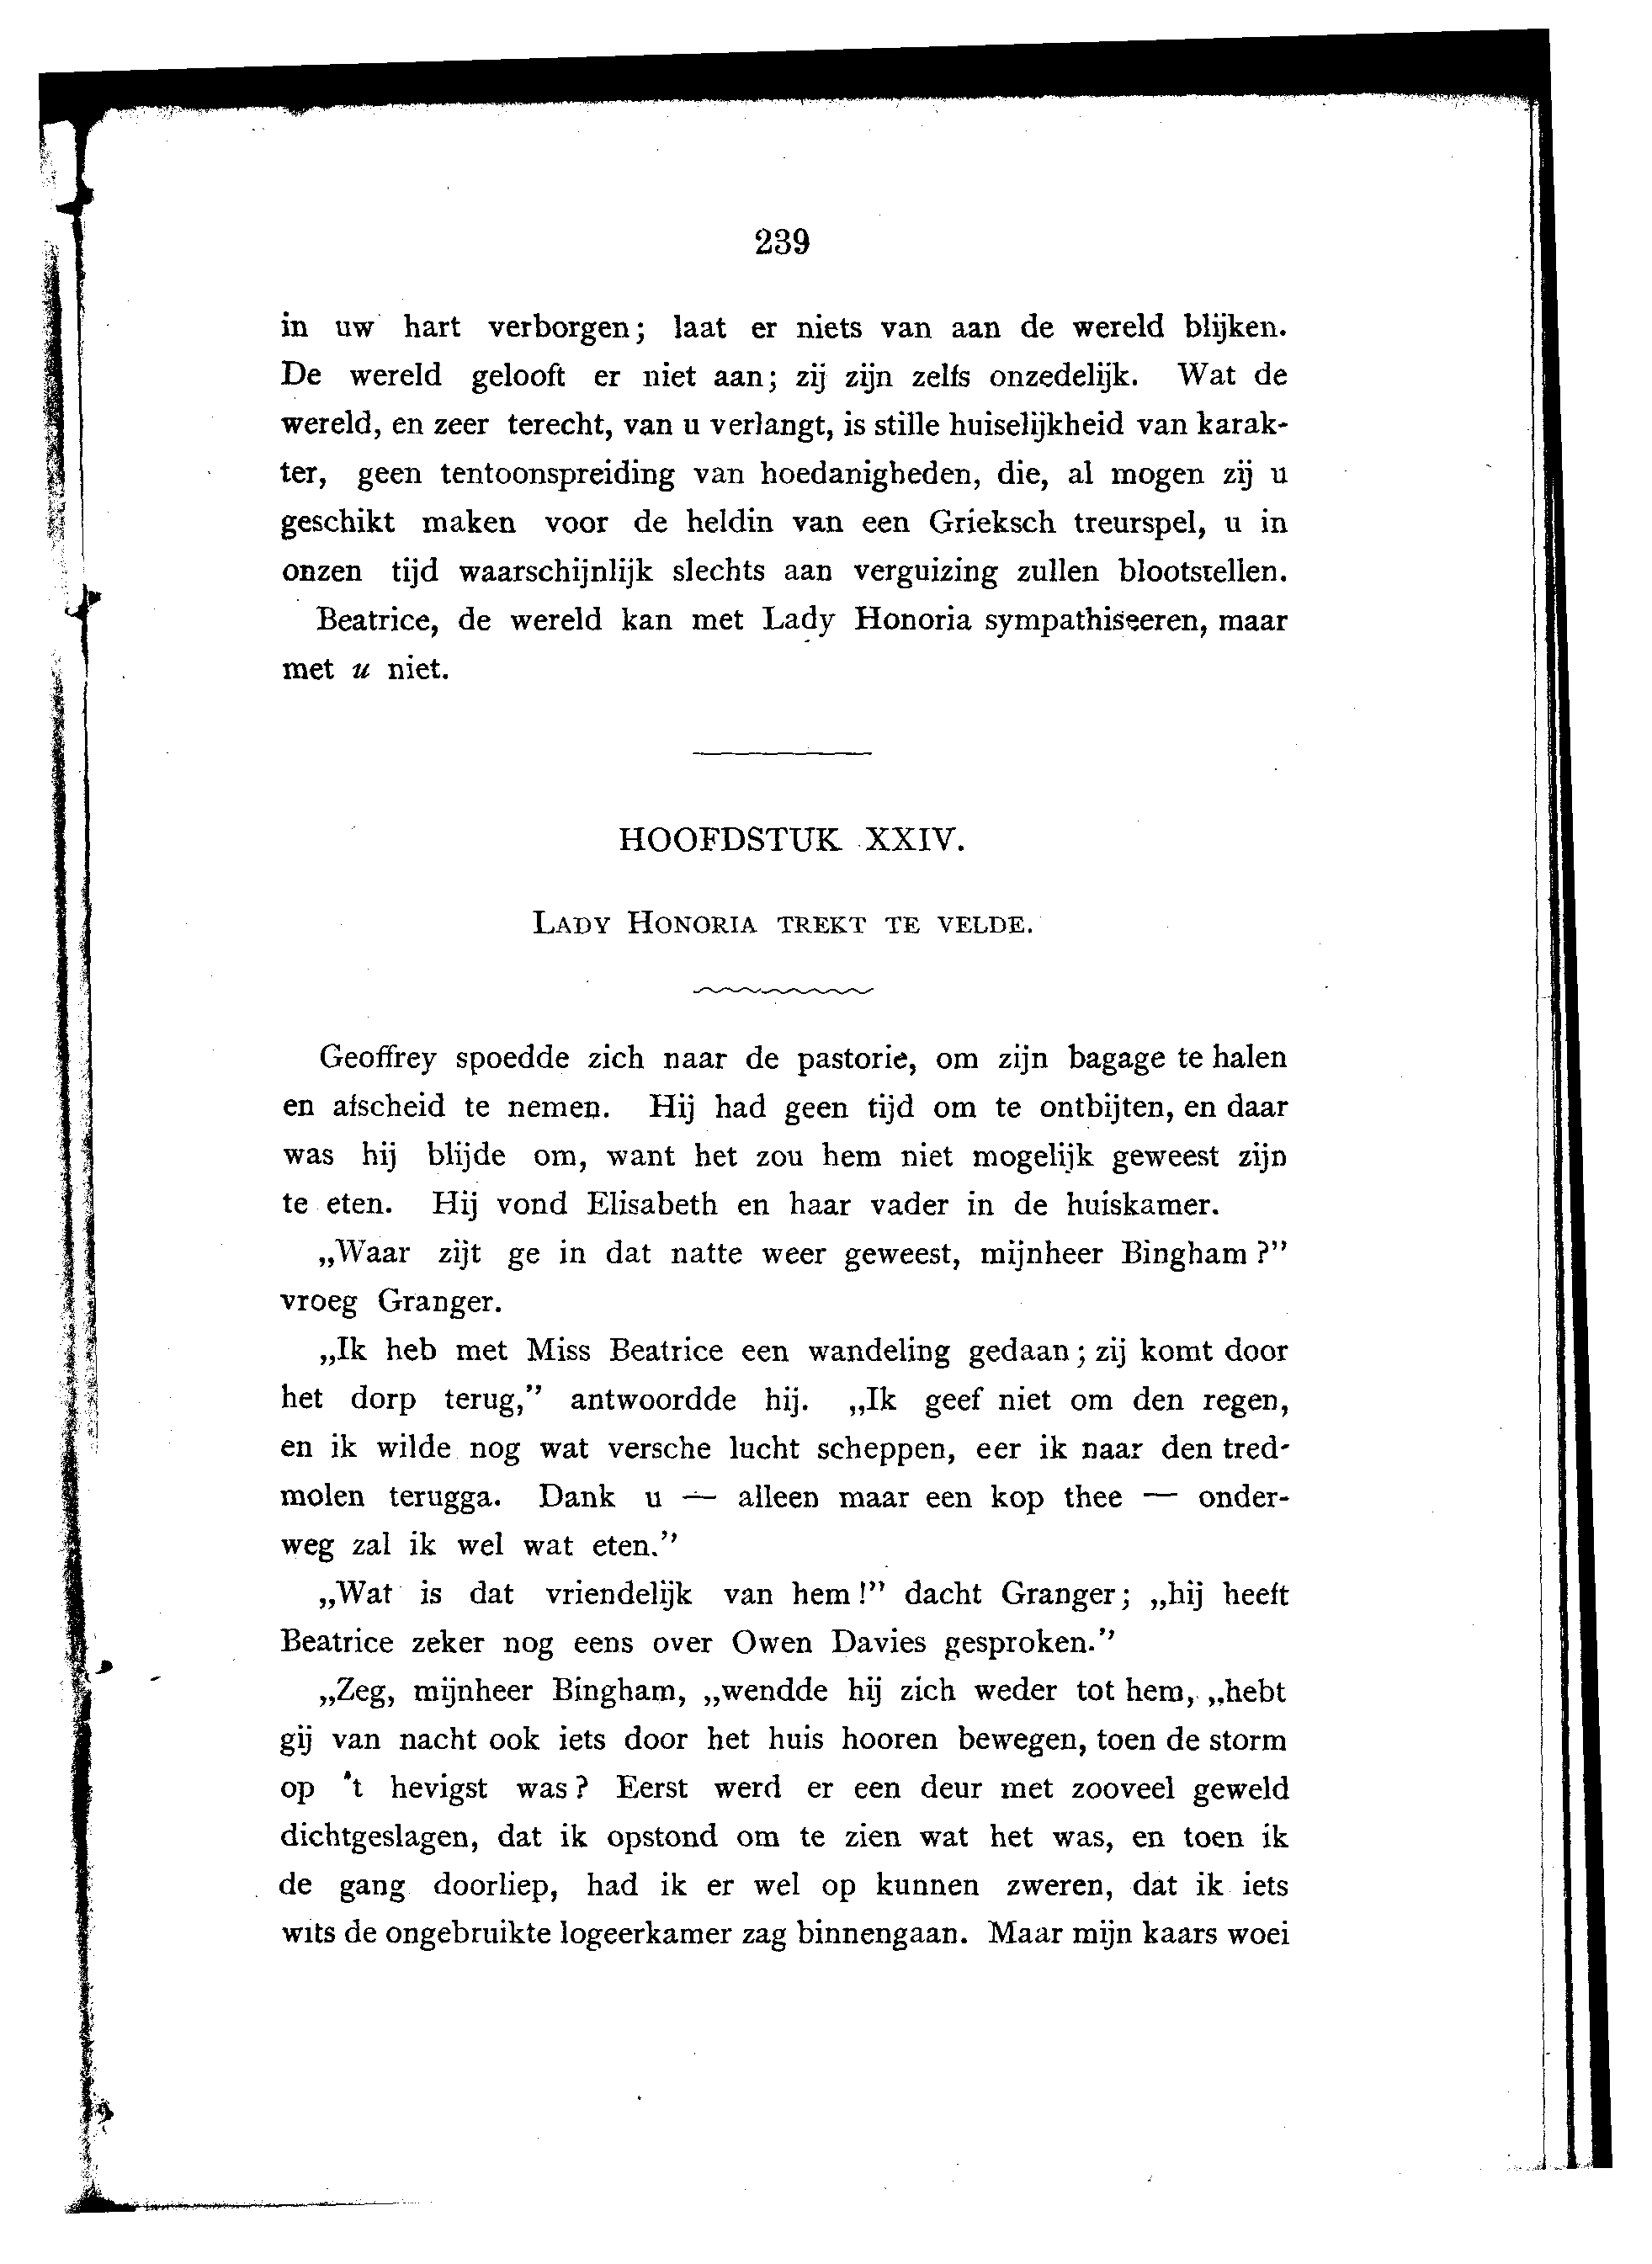 239
in uw hart verborgen; laat er niets van aan de wereld blijken.
De wereld gelooft er niet aan; zij zijn zelfs onzedelijk. Wat de
wereld, en zeer terecht, van u verlangt, is stille huiselijkheid van karak-
ter, geen tentoonspreiding van hoedanigheden, die, al mogen zij u
geschikt maken voor de heldin van een Grieksch treurspel, u in
onzen tijd waarschijnlijk slechts aan verguizing zullen blootstellen.
Beatrice, de wereld kan met Lady Honoria sympathiseeren, maar
met u niet.
HOOFDSTUK XXIV.
LADY HONORIA TREKT TE VELDE.
Geoffrey spoedde zich naar de pastorie, om zijn bagage te halen
en afscheid te nemen. Hij had geen tijd om te ontbijten, en daar
was hij blijde om, want het zou hem niet mogelijk geweest zijn
te eten. Hij vond Elisabeth en haar vader in de huiskamer.
„Waar zijt ge in dat natte weer geweest, mijnheer Bingham?”
vroeg Granger.
„Ik heb met Miss Beatrice een wandeling gedaan; zij komt door
het dorp terug,” antwoordde hij. „Ik geef niet om den regen,
en ik wilde nog wat versche lucht scheppen, eer ik naar den tred-
molen terugga. Dank u — alleen maar een kop thee — onder-
weg zal ik wel wat eten.”
„Wat is dat vriendelijk van hem!” dacht Granger; „hij heeft
Beatrice zeker nog eens over Owen Davies gesproken.”
„Zeg, mijnheer Bingham, „wendde hij zich weder tot hem, „hebt
gij van nacht ook iets door het huis hooren bewegen, toen de storm
op 't hevigst was? Eerst werd er een deur met zooveel geweld
dichtgeslagen, dat ik opstond om te zien wat het was, en toen ik
de gang doorliep, had ik er wel op kunnen zweren, dat ik iets
wits de ongebruikte logeerkamer zag binnengaan. Maar mijn kaars woei